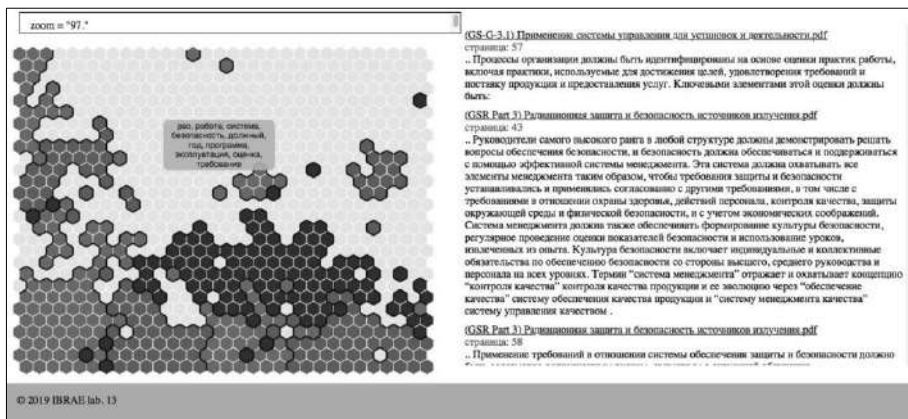 zoom = "97."
рао, работа, система,
безопасность, должный,
год, программа,
эксплуатация, оценка,
требование
(GS-G-3.1) Применение системы управления для установок и деятельности.pdf
страница: 57
.. Процессы организации должны быть идентифицированы на основе оценки практик работы,
включая практики, используемые для достижения целей, удовлетворения требований и
поставку продукции и предоставления услуг. Ключевыми элементами этой оценки должны
быть:
(GSR Part 3) Радиационная защита и безопасность источников излучения.pdf
страница: 43
.. Руководители самого высокого ранга в любой структуре должны демонстрировать решать
вопросы обеспечения безопасности, и безопасность должна обеспечиваться и поддерживаться
с помощью эффективной системы менеджмента. Эта система должна охватывать все
элементы менеджмента таким образом, чтобы требования защиты и безопасности
устанавливались и применялись согласованно с другими требованиями, в том числе с
требованиями в отношении охраны здоровья, действий персонала, контроля качества, защиты
окружающей среды и физической безопасности, и с учетом экономических соображений.
Система менеджмента должна также обеспечивать формирование культуры безопасности,
регулярное проведение оценки показателей безопасности и использование уроков,
извлеченных из опыта. Культура безопасности включает индивидуальные и коллективные
обязательства по обеспечению безопасности со стороны высшего, среднего руководства и
персонала на всех уровнях. Термин "система менеджмента" отражает и охватывает концепцию
"контроля качества" контроля качества продукции и ее эволюцию через "обеспечение
качества" систему обеспечения качества продукции и "систему менеджмента качества"
систему управления качеством .
(GSR Part 3) Радиационная защита и безопасность источников излучения.pdf
страница: 58
.. Применение требований в отношении системы обеспечения защиты и безопасности должно
© 2019 IBRAE lab. 13